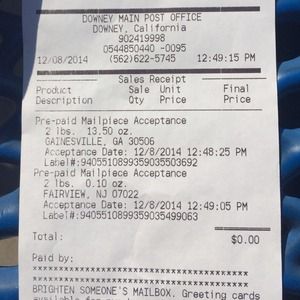 DOWNEY MAIN POST OFFICE
DOWNEY, California
902419998
0544850440 -0095
12/08/2014 (562)622-5745 12:49:15 PM
Sales Receipt
Product Sale Unit Final
Description Qty Price Price
Pre-paid Mailpiece Acceptance
2 lbs. 13.50 oz.
GAINESVILLE, GA 30506
Acceptance Date: 12/8/2014 12:48:25 PM
Label#:9405510899359035503692
Pre-paid Mailpiece Acceptance
2 lbs. 0.10 oz.
FAIRVIEW, NJ 07022
Acceptance Date: 12/8/2014 12:49:05 PM
Label#:9405510899359035499063
Total: $0.00
Paid by:
BRIGHTEN SOMEONE'S MAILBOX. Greeting cards
available for